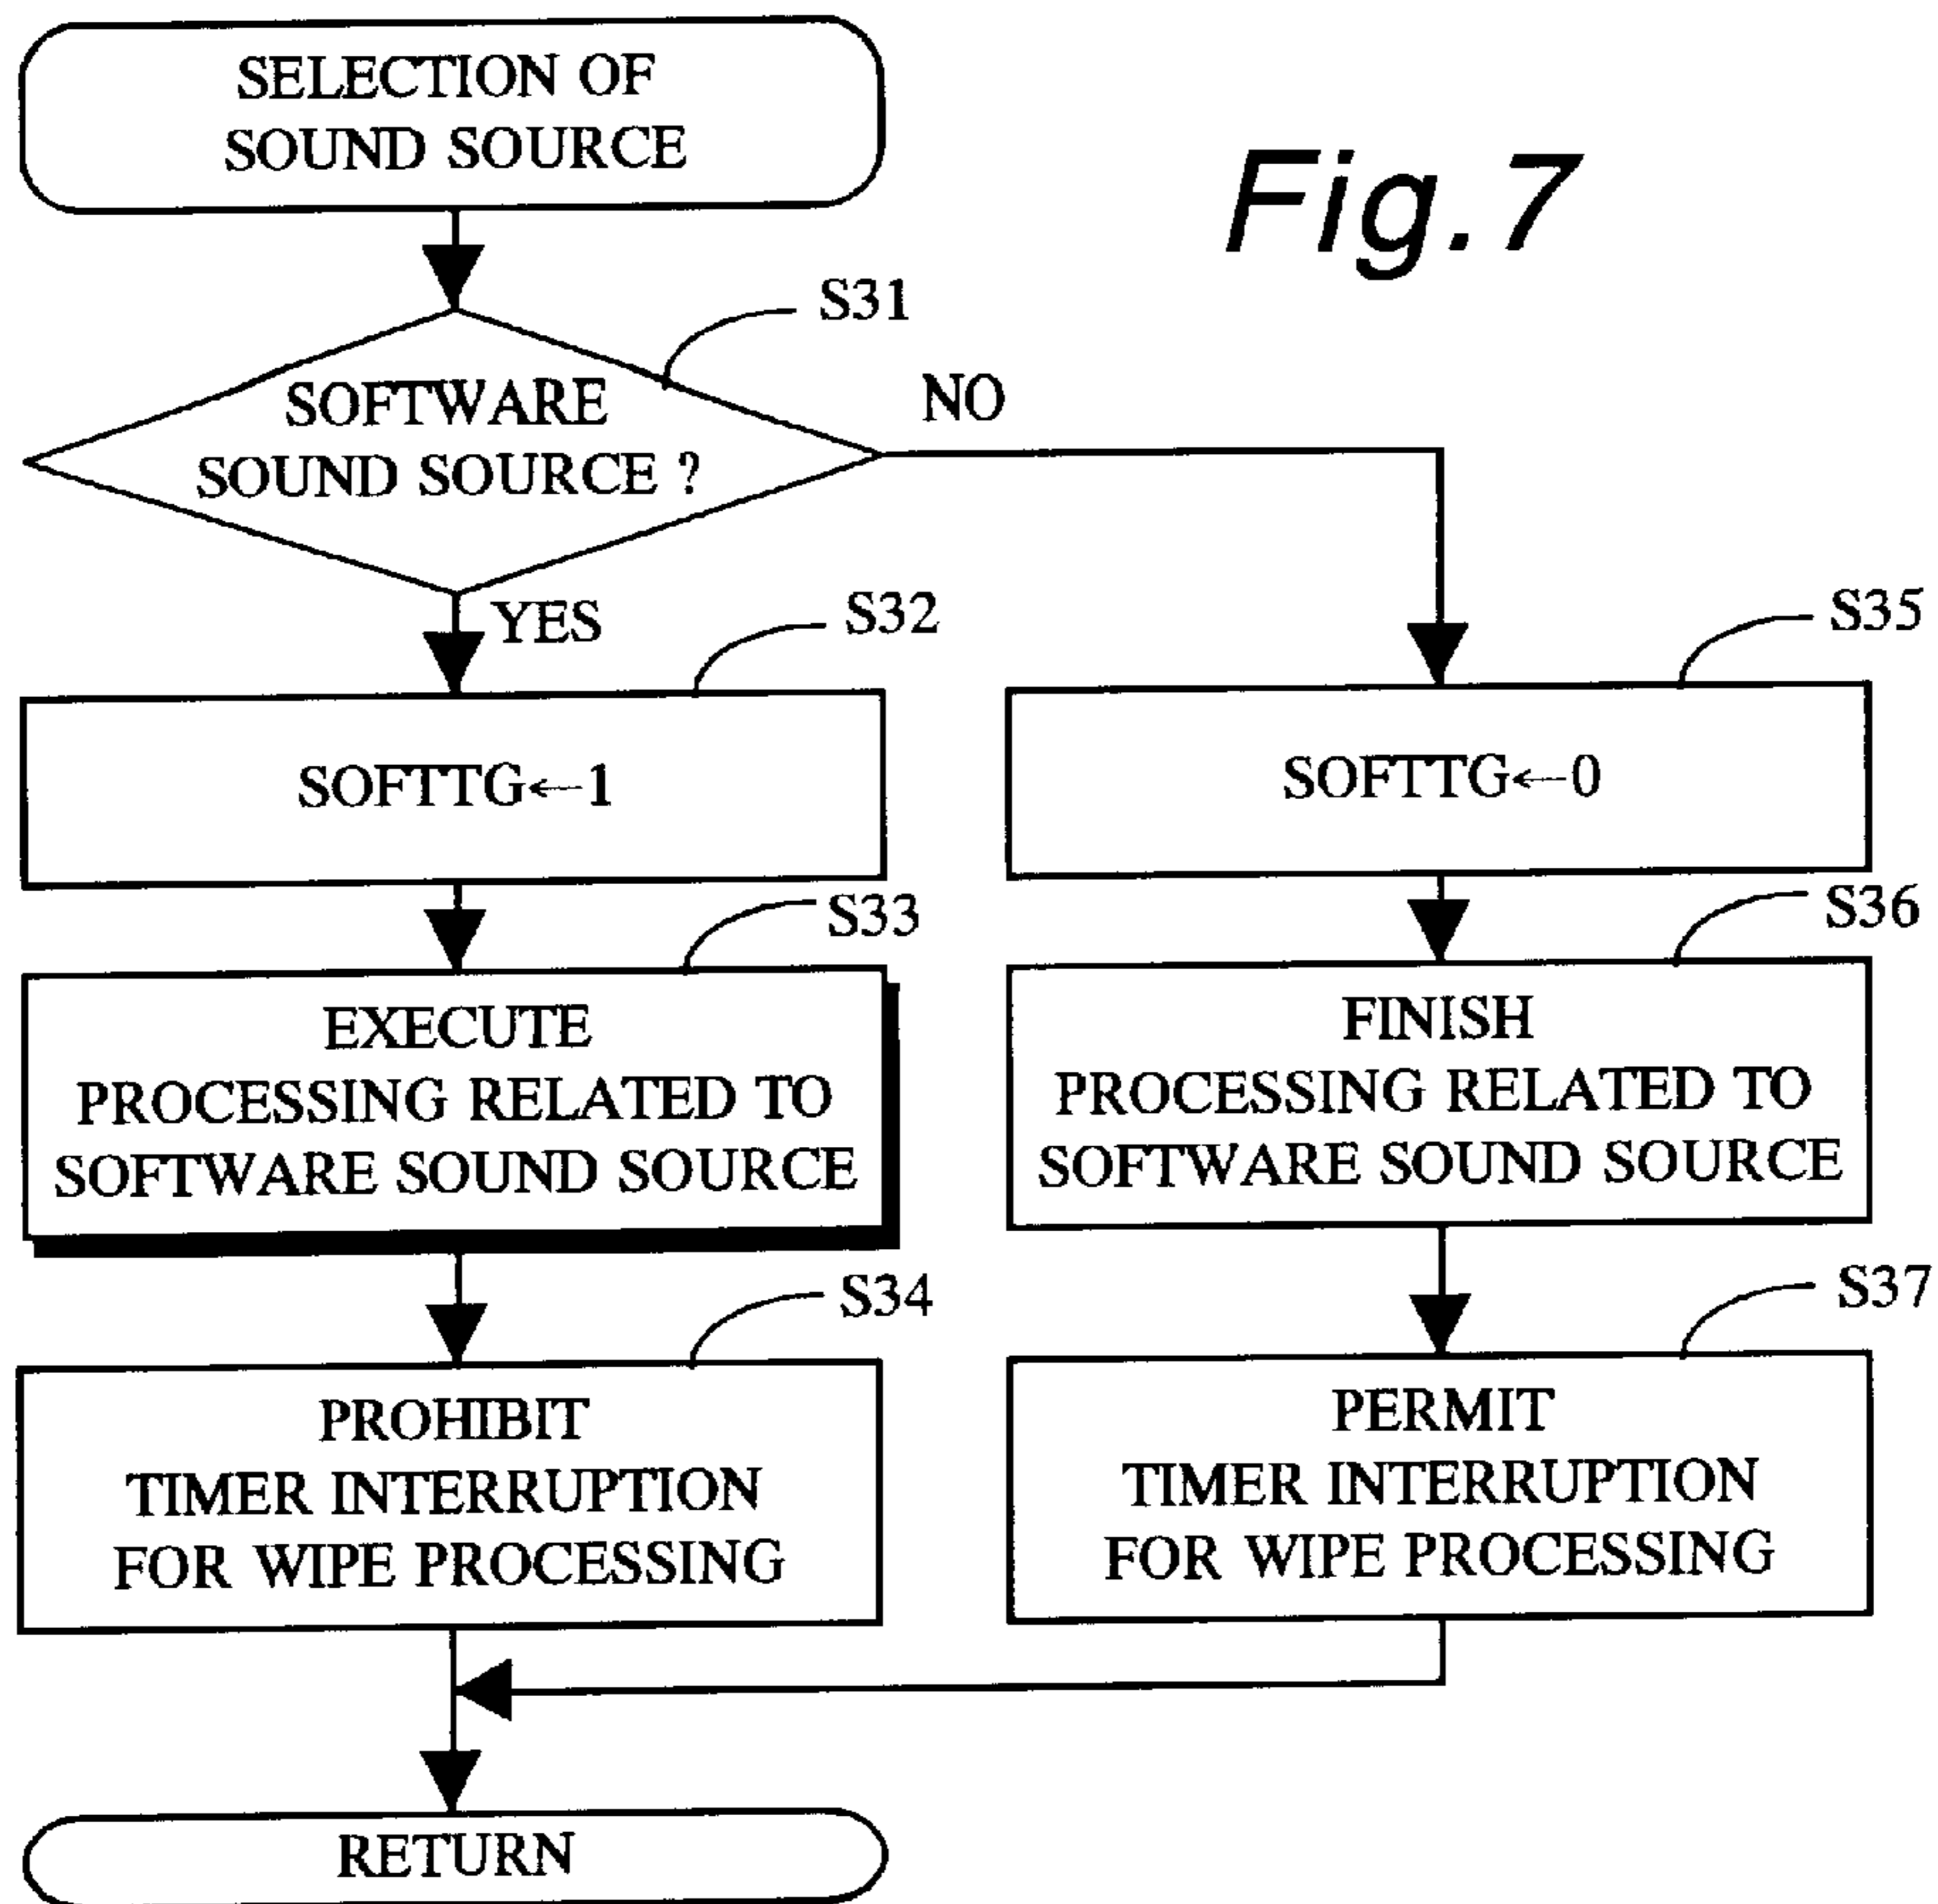 SELECTION OF
SOUND SOURCE
Fig.7
S31
SOFTWARE
SOUND SOURCE ?
NO
YES
S32
SOFTTG←1
S35
SOFTTG←0
S33
EXECUTE
PROCESSING RELATED TO
SOFTWARE SOUND SOURCE
S36
FINISH
PROCESSING RELATED TO
SOFTWARE SOUND SOURCE
S34
PROHIBIT
TIMER INTERRUPTION
FOR WIPE PROCESSING
S37
PERMIT
TIMER INTERRUPTION
FOR WIPE PROCESSING
RETURN